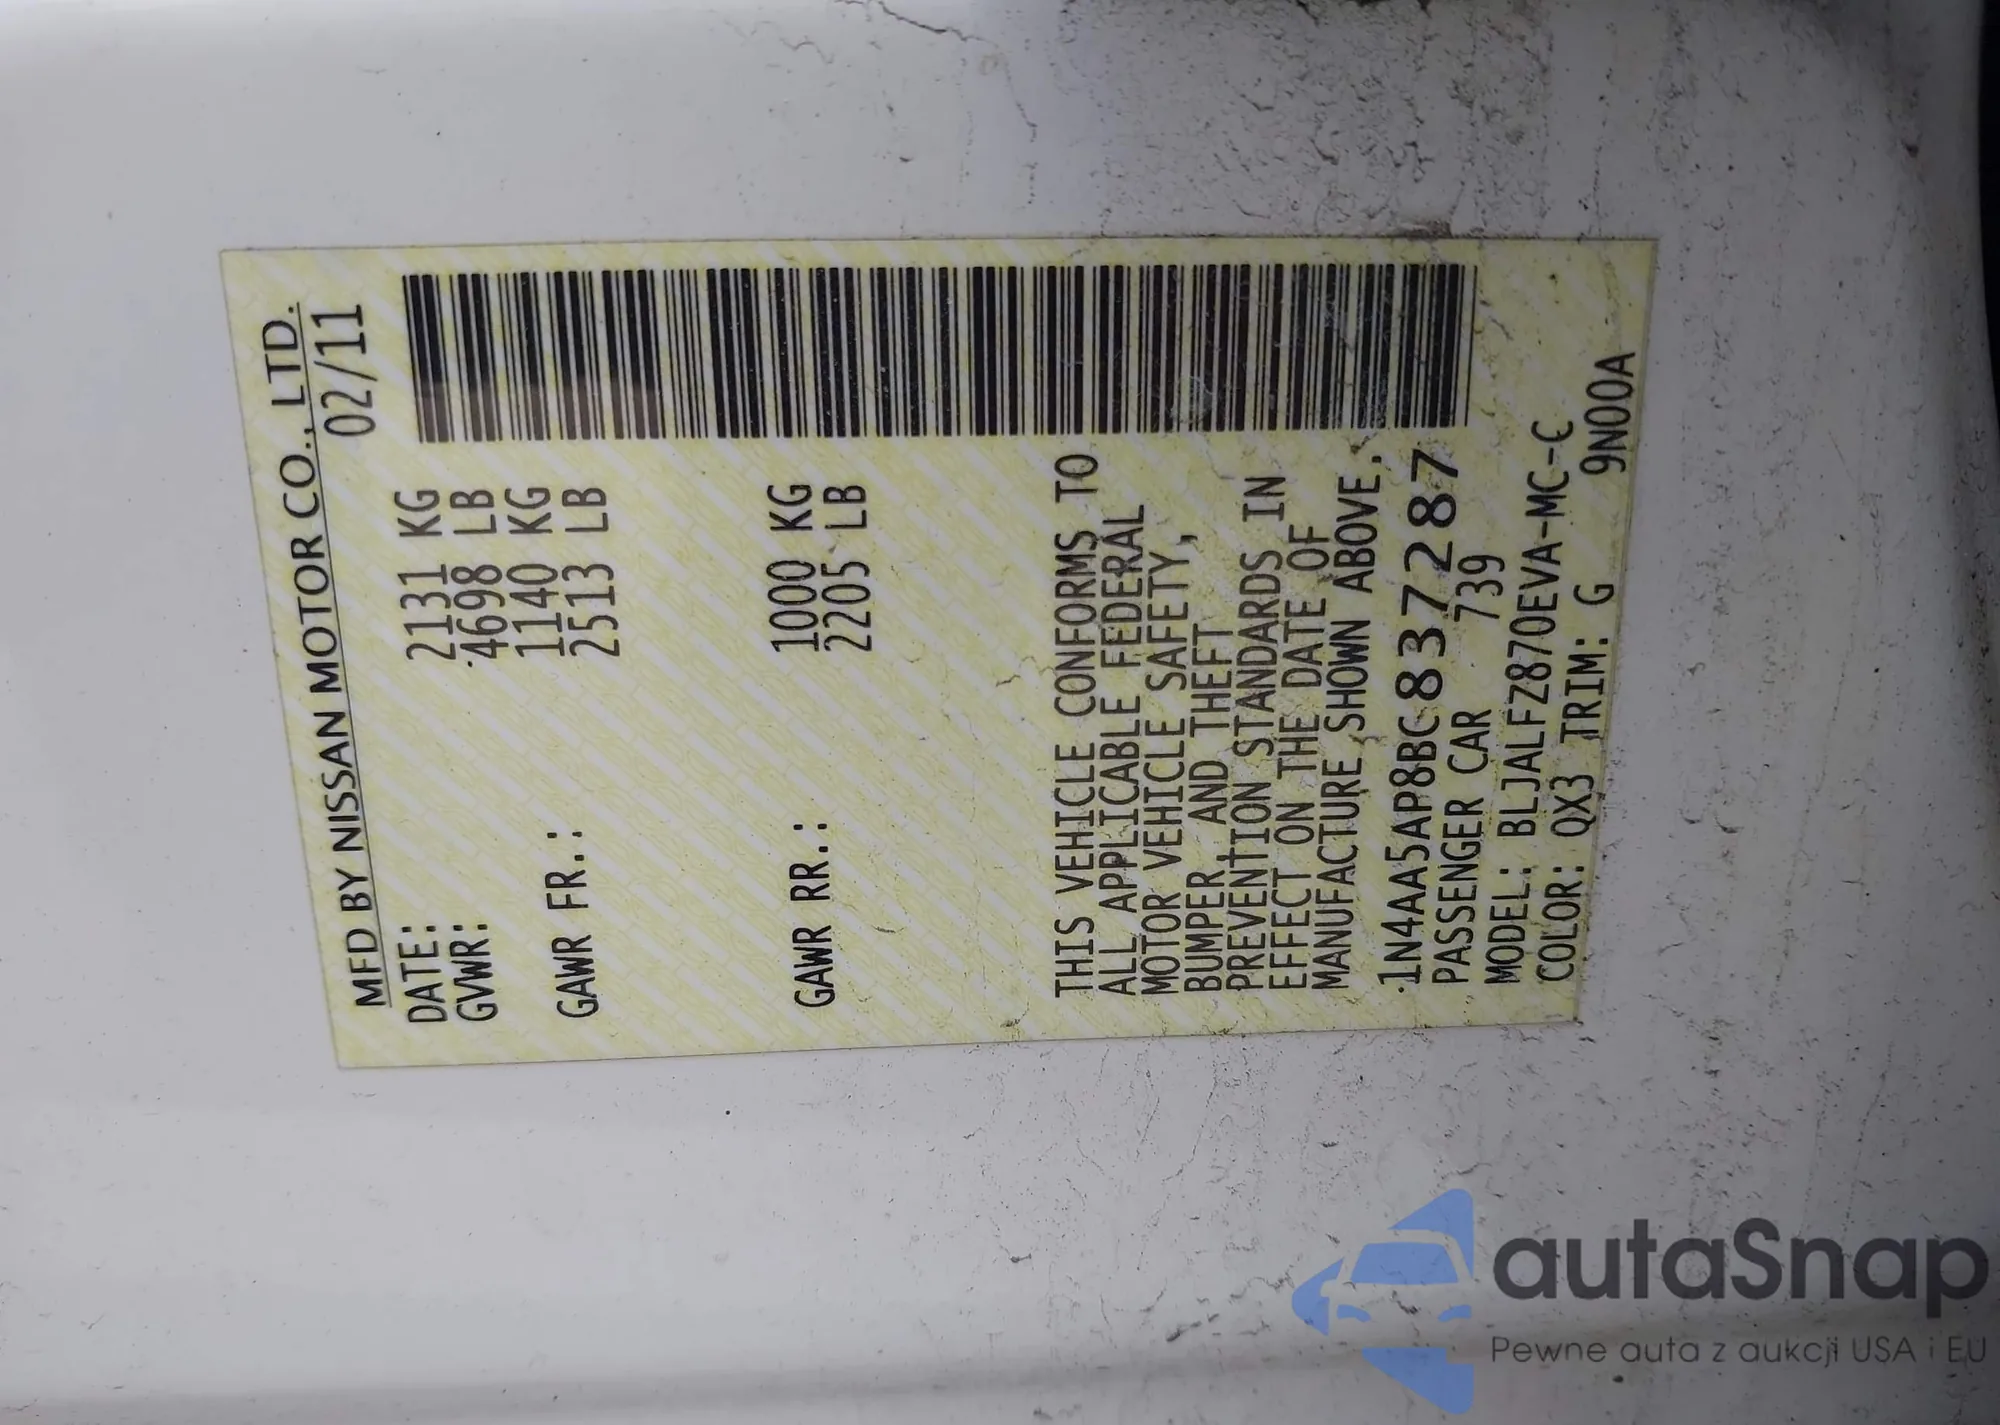 MFD BY NISSAN MOTOR CO., LTD.
DATE: 02/11
GVWR: 2131 KG
4698 LB
GAWR FR.: 1140 KG
2513 LB
GAWR RR.: 1000 KG
2205 LB
THIS VEHICLE CONFORMS TO
ALL APPLICABLE FEDERAL
MOTOR VEHICLE SAFETY,
BUMPER, AND THEFT
PREVENTION STANDARDS IN
EFFECT ON THE DATE OF
MANUFACTURE SHOWN ABOVE.
1N4AA5AP8BC837287
PASSENGER CAR 739
MODEL: BLJALFZ870EVA-MC-C
COLOR: QX3 TRIM: G 9N00A
autaSnap
Pewne auta z aukcji USA i EU